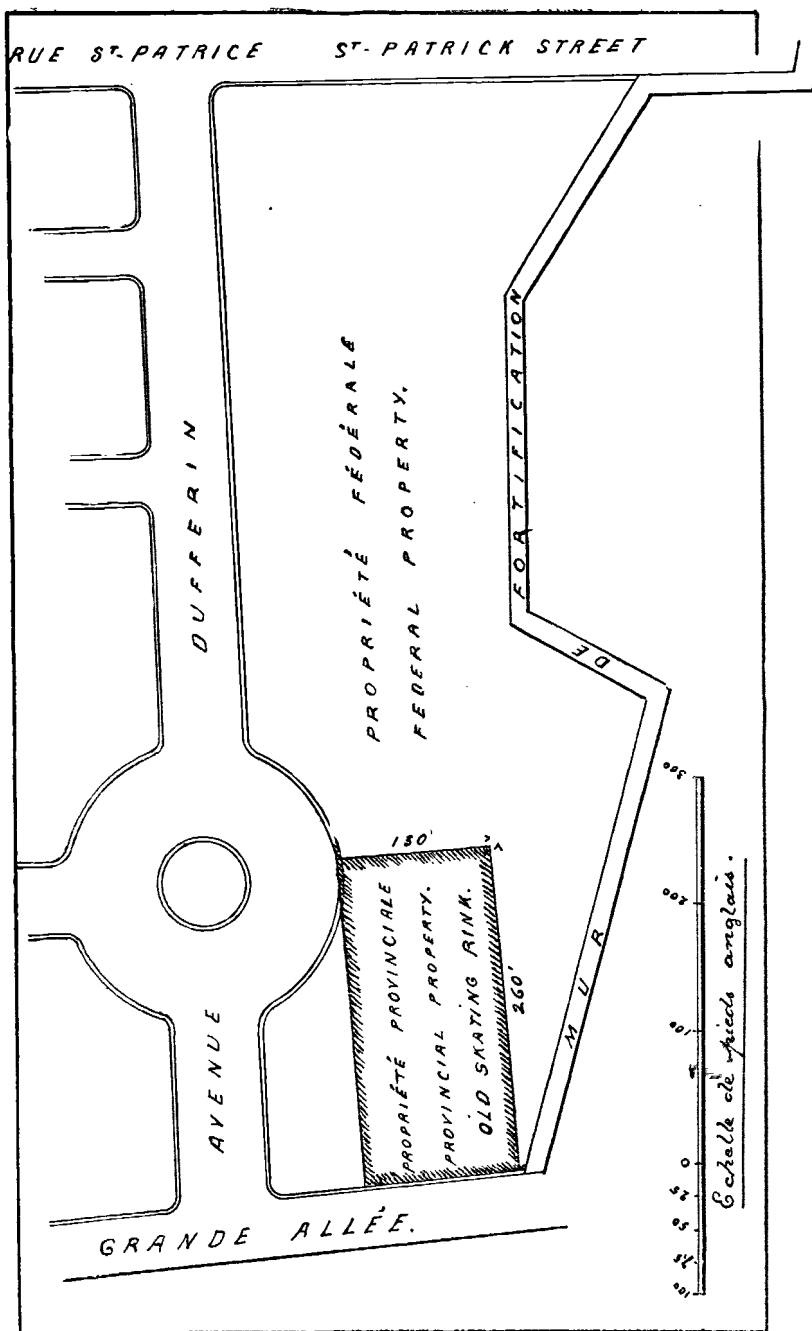 RUE ST-PATRICE ST-PATRICK STREET
DUFFERIN
PROPRIÉTÉ FÉDÉRALE
FEDERAL PROPERTY.
FORTIFICATION
DE
MUR
130'
PROPRIÉTÉ PROVINCIALE
PROVINCIAL PROPERTY.
OLD SKATING RINK.
260'
AVENUE
GRANDE ALLÉE.
300
200
100
0
25
50
75
100
Echelle de pieds anglais.